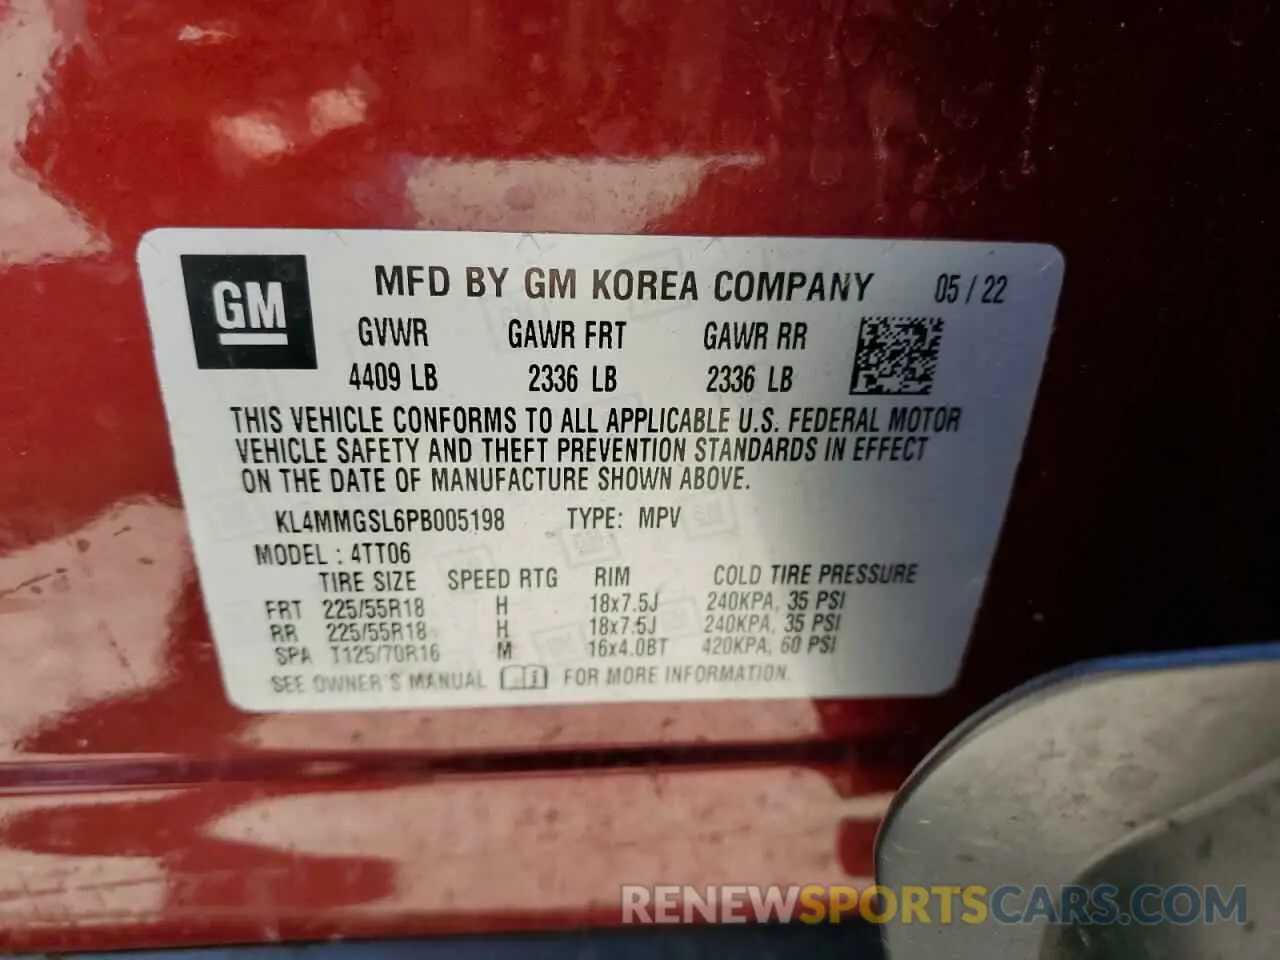 GM
MFD BY GM KOREA COMPANY 05/22
GVWR GAWR FRT GAWR RR
4409 LB 2336 LB 2336 LB
THIS VEHICLE CONFORMS TO ALL APPLICABLE U.S. FEDERAL MOTOR
VEHICLE SAFETY AND THEFT PREVENTION STANDARDS IN EFFECT
ON THE DATE OF MANUFACTURE SHOWN ABOVE.
KL4MMGSL6PB005198 TYPE: MPV
MODEL : 4TT06
TIRE SIZE SPEED RTG RIM COLD TIRE PRESSURE
FRT 225/55R18 H 18x7.5J 240KPA, 35 PSI
RR 225/55R18 H 18x7.5J 240KPA, 35 PSI
SPA T125/70R16 M 16x4.0BT 420KPA, 60 PSI
SEE OWNER'S MANUAL FOR MORE INFORMATION.
RENEWSPORTSCARS.COM